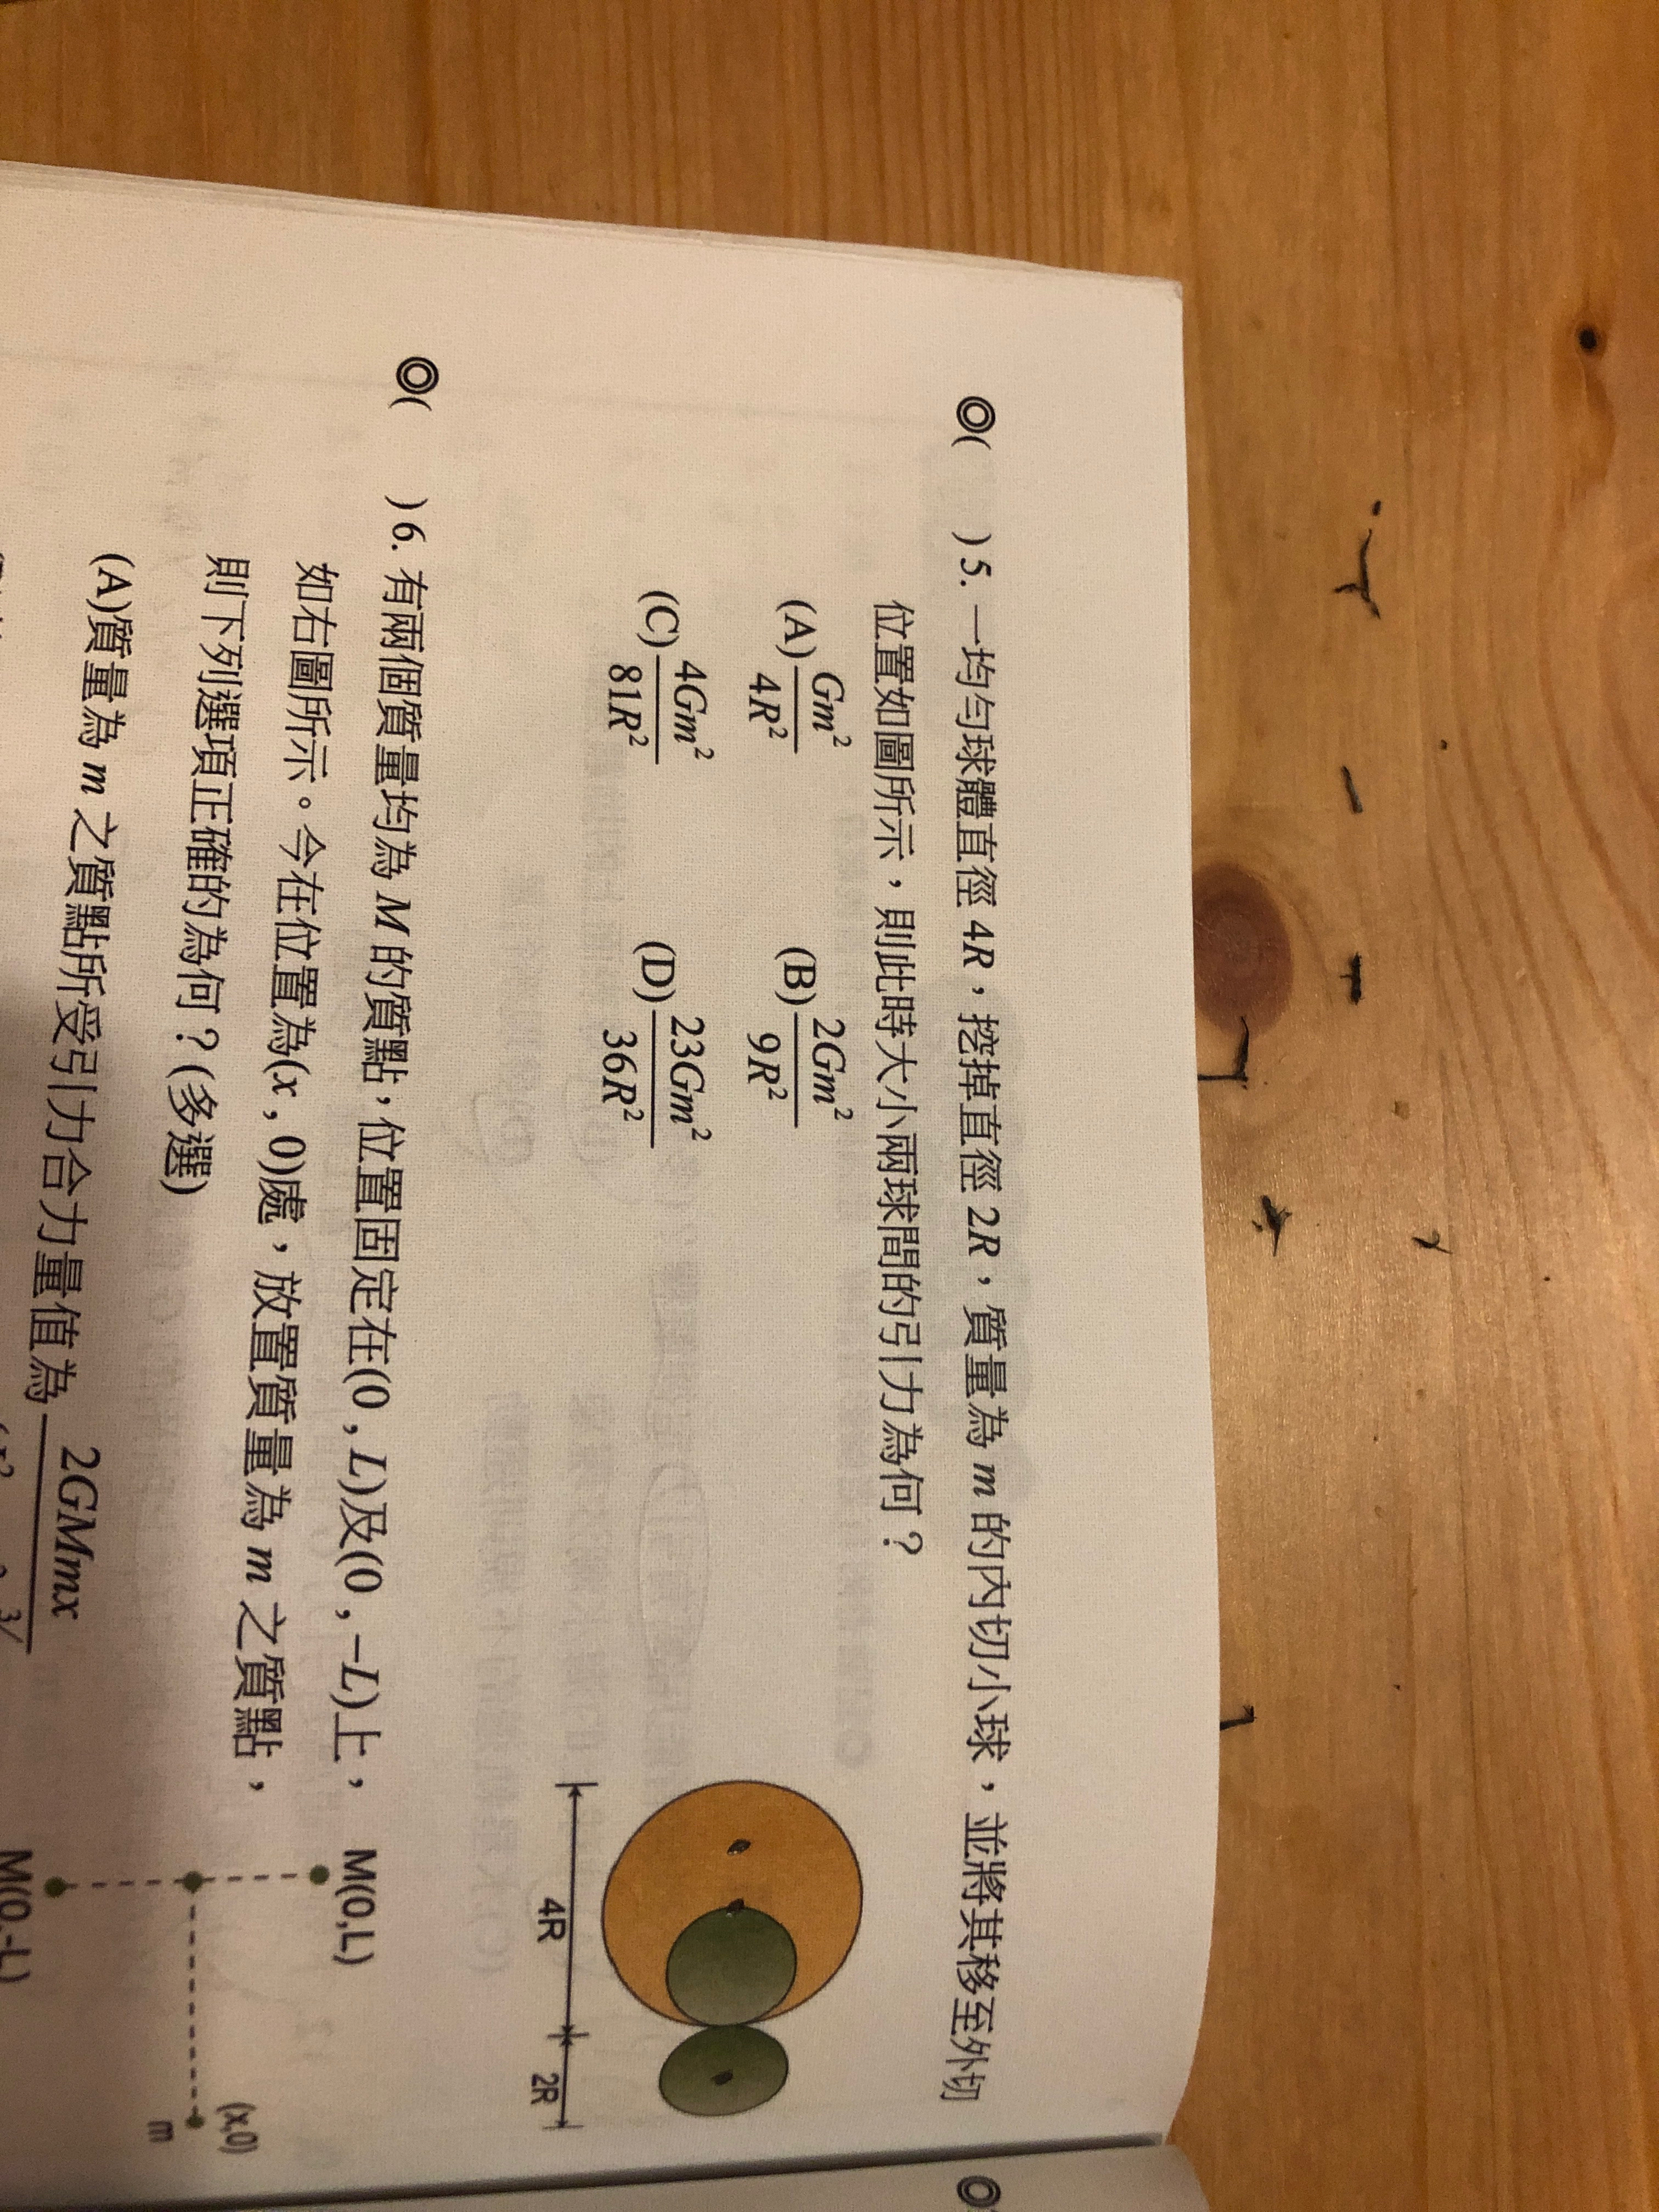 ◎(　　) 5. 一均勻球體直徑 4R，挖掉直徑 2R，質量為 m 的內切小球，並將其移至外切
位置如圖所示，則此時大小兩球間的引力為何？
(A) Gm²/4R²　(B) 2Gm²/9R²
(C) 4Gm²/81R²　(D) 23Gm²/36R²
4R 2R
◎(　　) 6. 有兩個質量均為 M 的質點，位置固定在(0 , L)及(0 , −L)上，
如右圖所示。今在位置為(x , 0)處，放置質量為 m 之質點，
則下列選項正確的為何？(多選)
M(0,L)
(x,0)
m
M(0,-L)
(A)質量為 m 之質點所受引力合力量值為 2GMmx